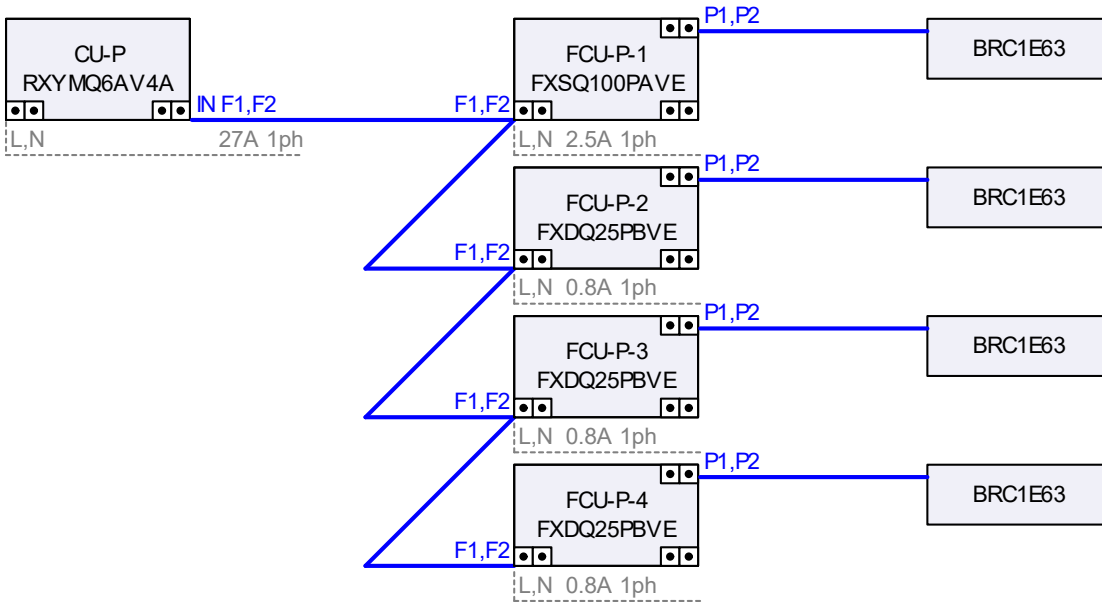 P1,P2
CU-P
RXYMQ6AV4A
FCU-P-1
FXSQ100PAVE
BRC1E63
IN F1,F2
F1,F2
L,N 27A 1ph
L,N 2.5A 1ph
P1,P2
FCU-P-2
FXDQ25PBVE
BRC1E63
F1,F2
L,N 0.8A 1ph
P1,P2
FCU-P-3
FXDQ25PBVE
BRC1E63
F1,F2
L,N 0.8A 1ph
P1,P2
FCU-P-4
FXDQ25PBVE
BRC1E63
F1,F2
L,N 0.8A 1ph